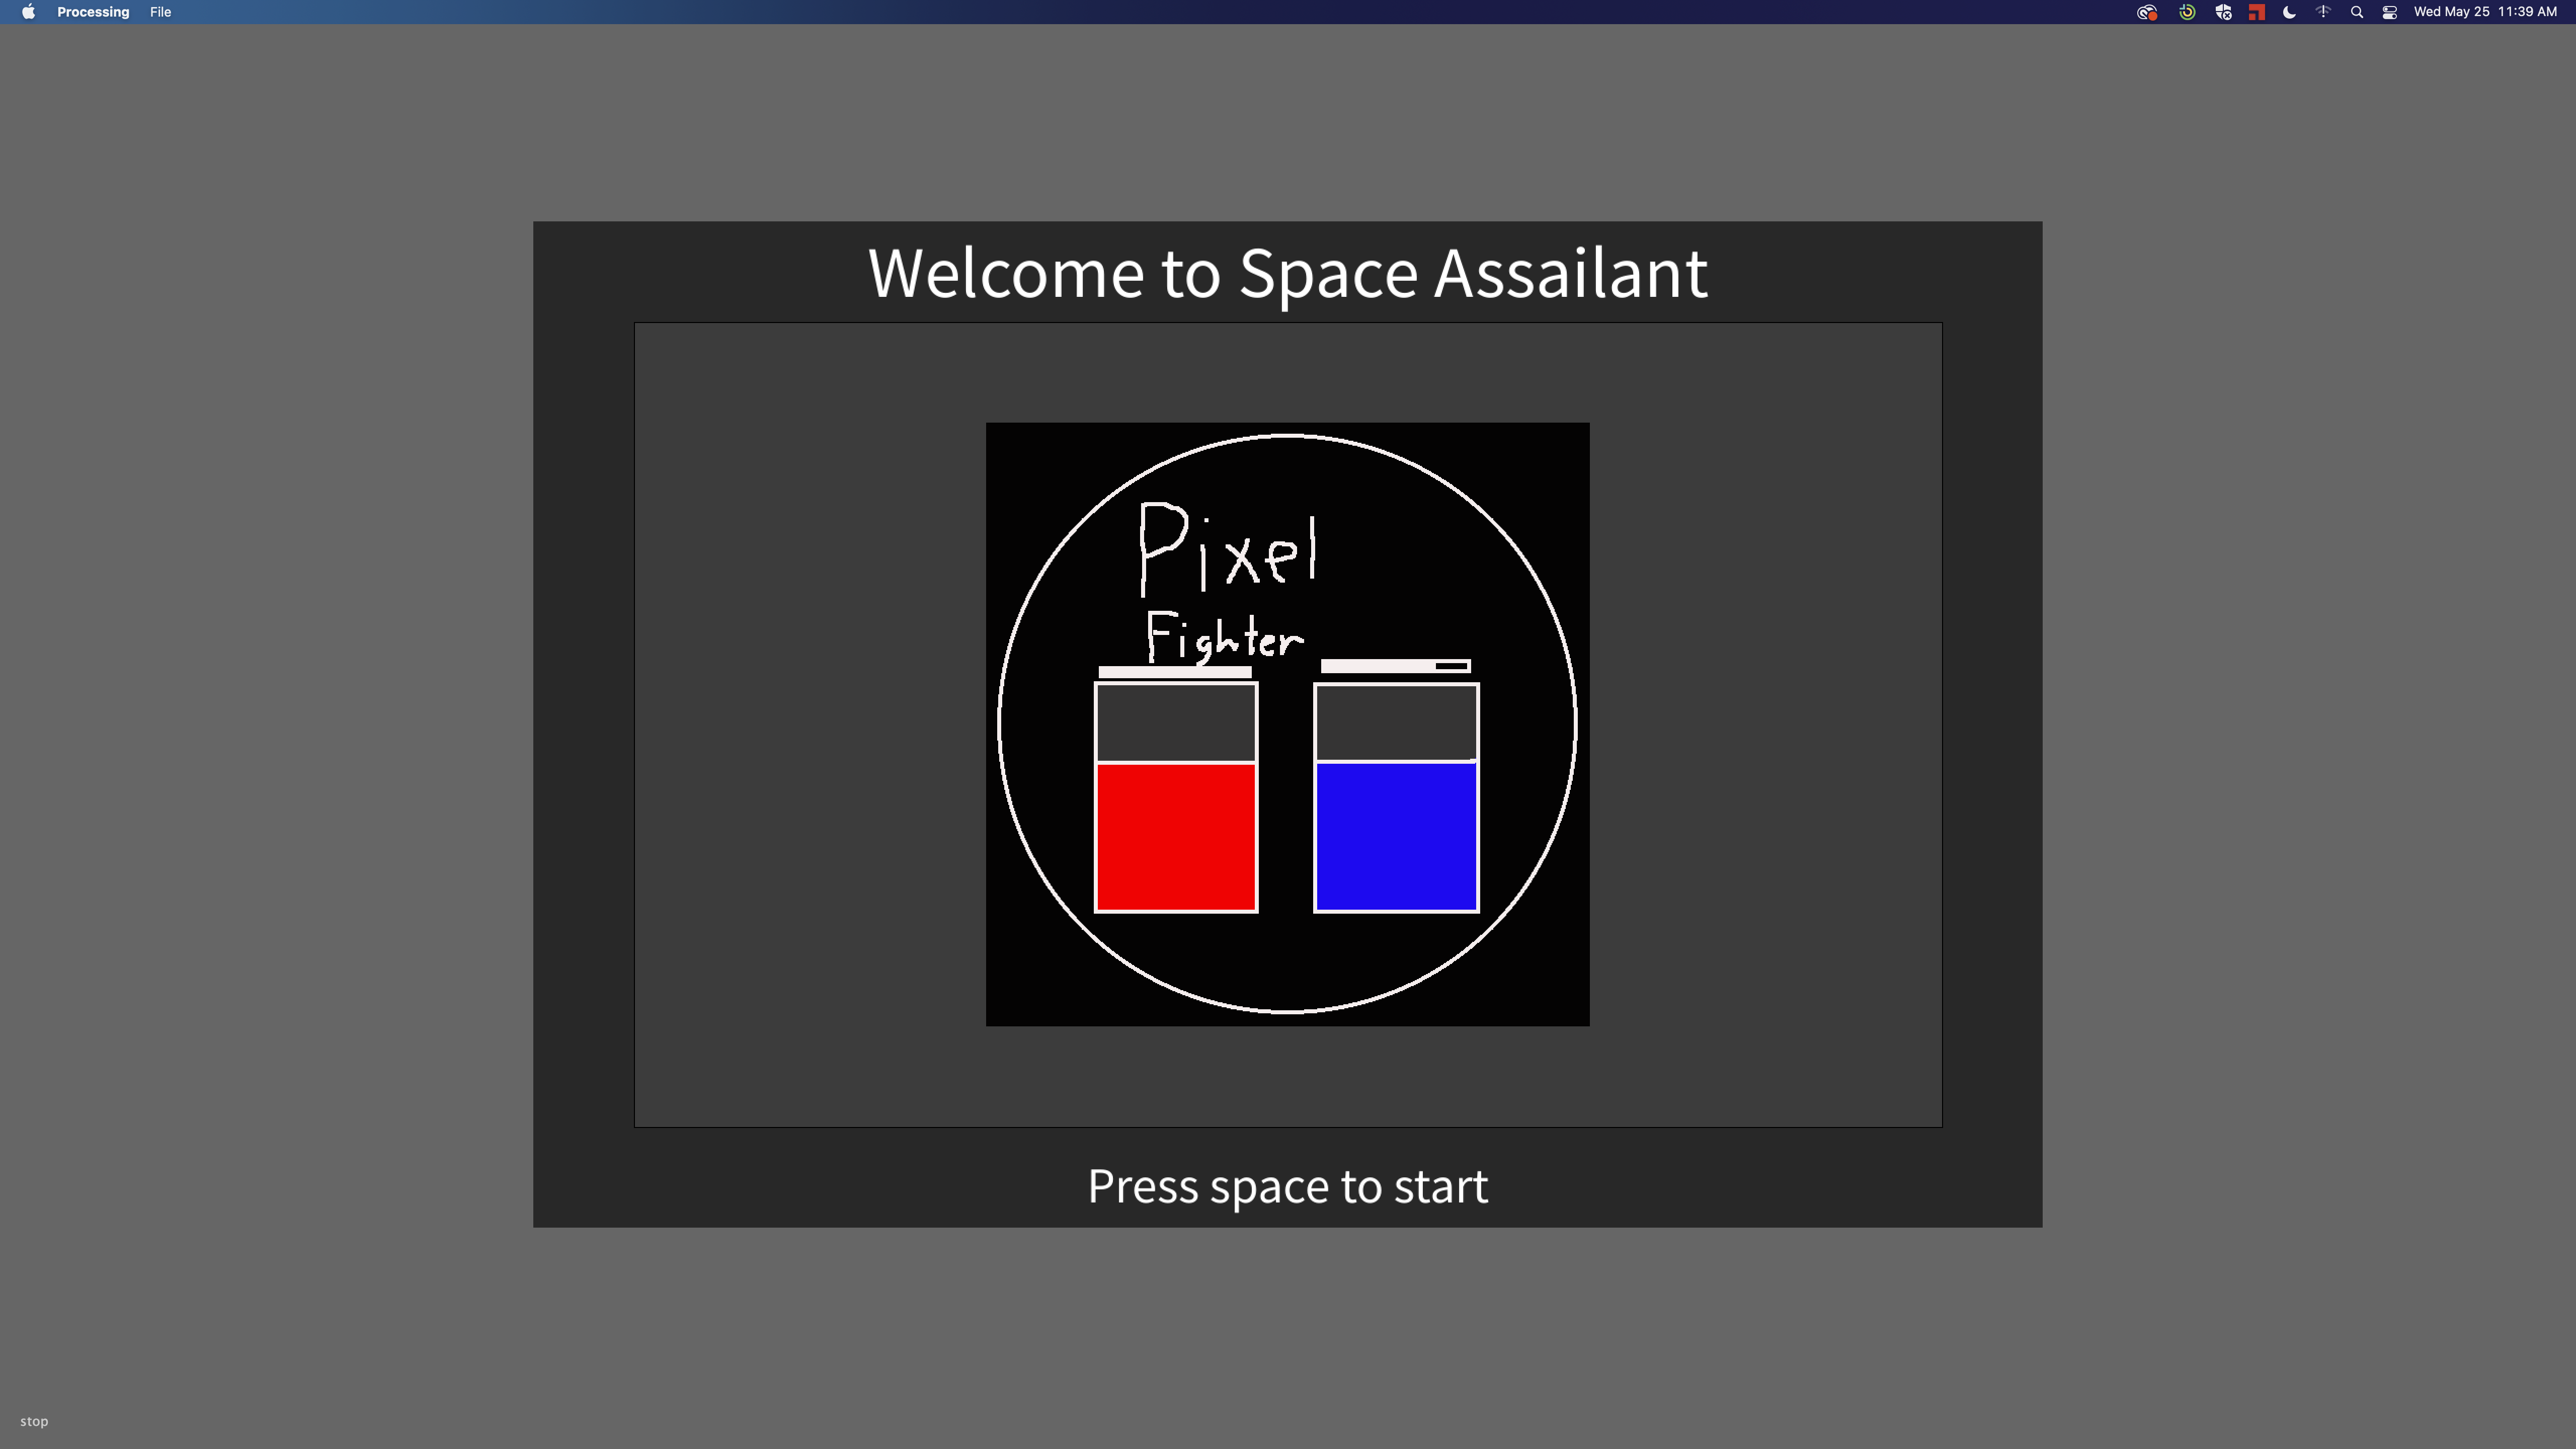 Processing File Wed May 25 11:39 AM
Welcome to Space Assailant
Pixel
Fighter
Press space to start
stop